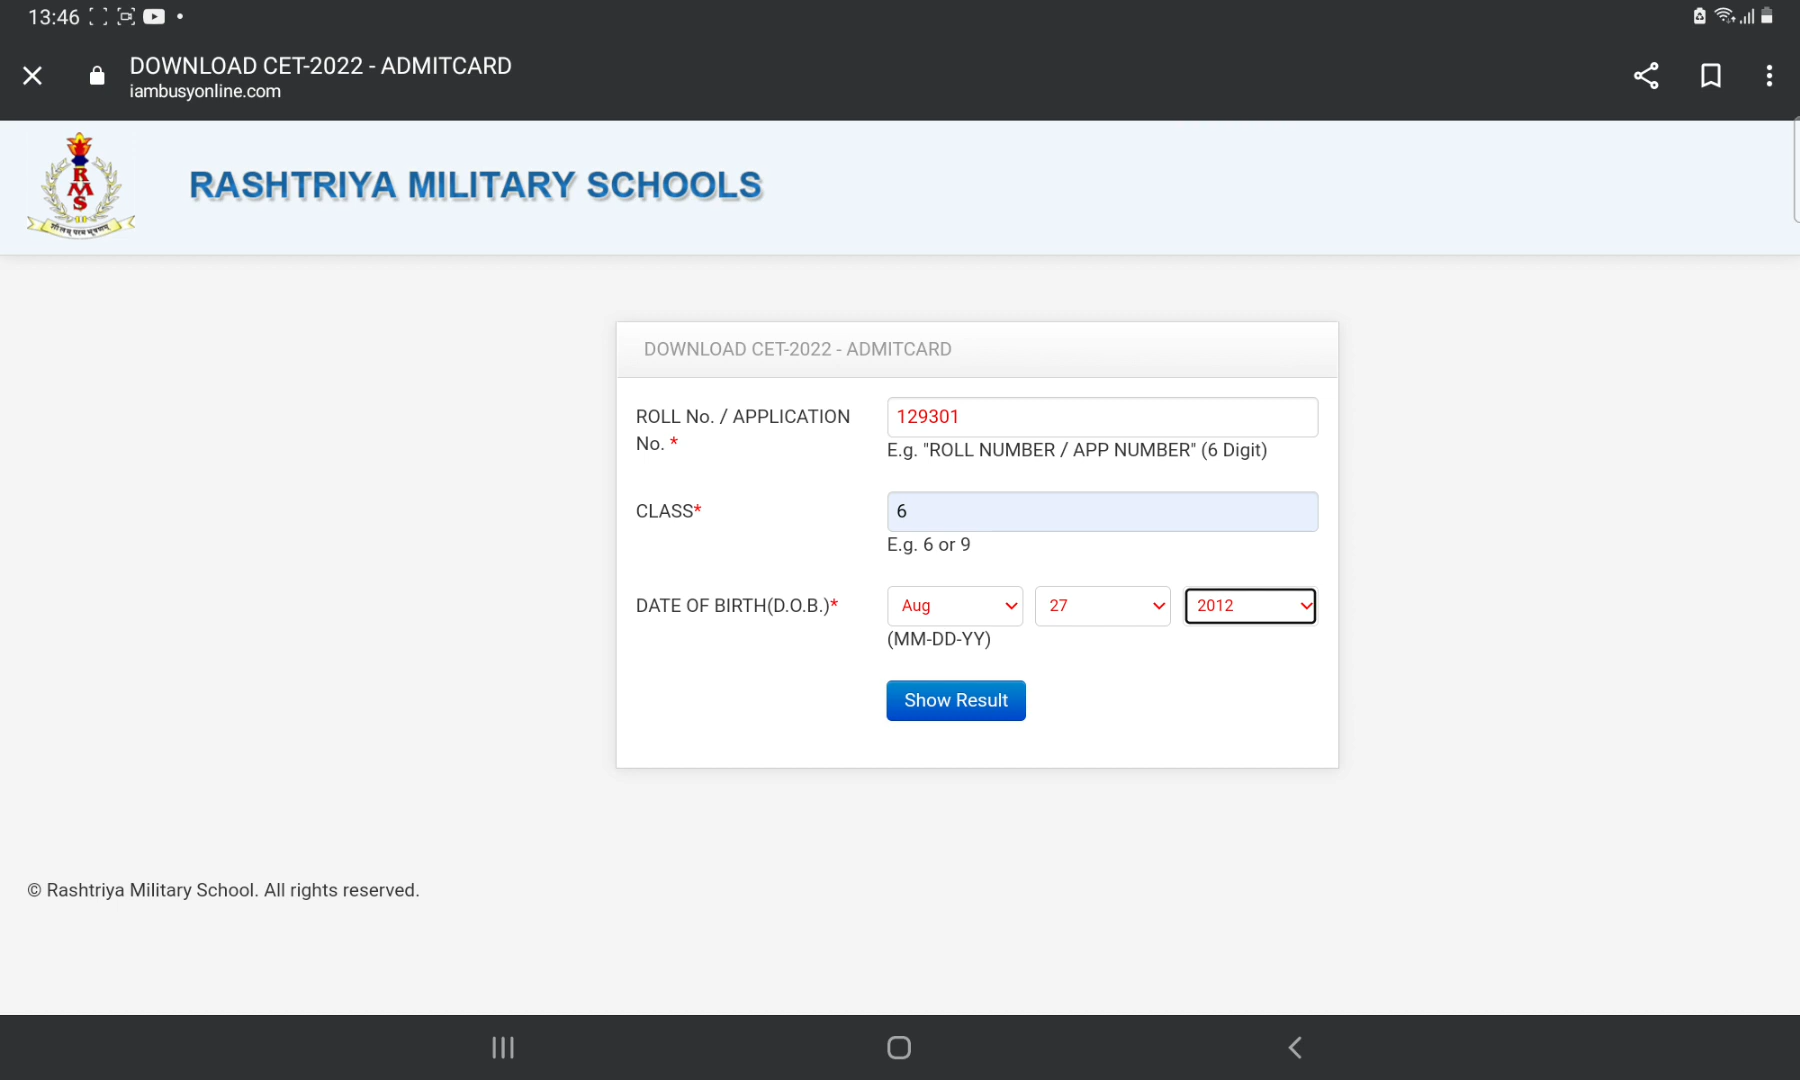 13:46
DOWNLOAD CET-2022 - ADMITCARD
iambusyonline.com
RMS
RASHTRIYA MILITARY SCHOOLS
DOWNLOAD CET-2022 - ADMITCARD
ROLL No. / APPLICATION
No. *
129301
E.g. "ROLL NUMBER / APP NUMBER" (6 Digit)
CLASS*
6
E.g. 6 or 9
DATE OF BIRTH(D.O.B.)*
Aug
27
2012
(MM-DD-YY)
Show Result
© Rashtriya Military School. All rights reserved.